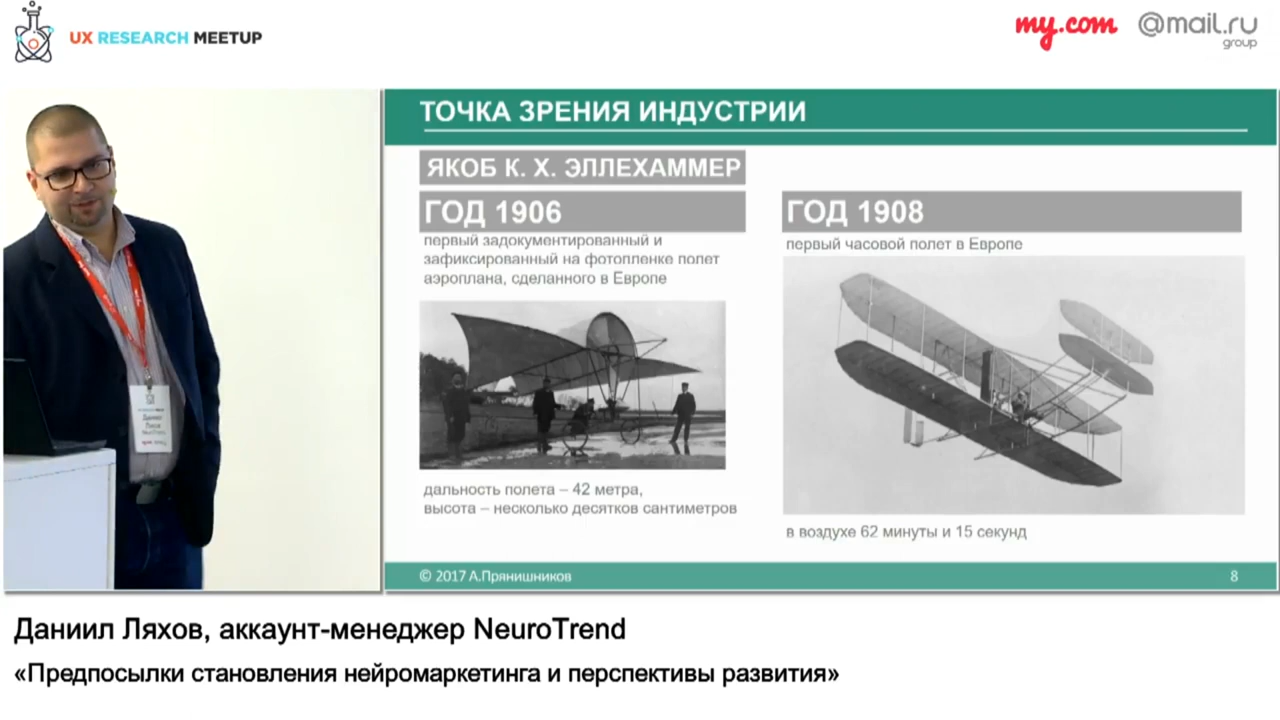 UX RESEARCH MEETUP
my.com
@mail.ru
group
ТОЧКА ЗРЕНИЯ ИНДУСТРИИ
ЯКОБ К. Х. ЭЛЛЕХАММЕР
ГОД 1906
первый задокументированный и
зафиксированный на фотопленке полет
аэроплана, сделанного в Европе
дальность полета – 42 метра,
высота – несколько десятков сантиметров
ГОД 1908
первый часовой полет в Европе
в воздухе 62 минуты и 15 секунд
© 2017 А.Прянишников
8
Даниил Ляхов, аккаунт-менеджер NeuroTrend
«Предпосылки становления нейромаркетинга и перспективы развития»